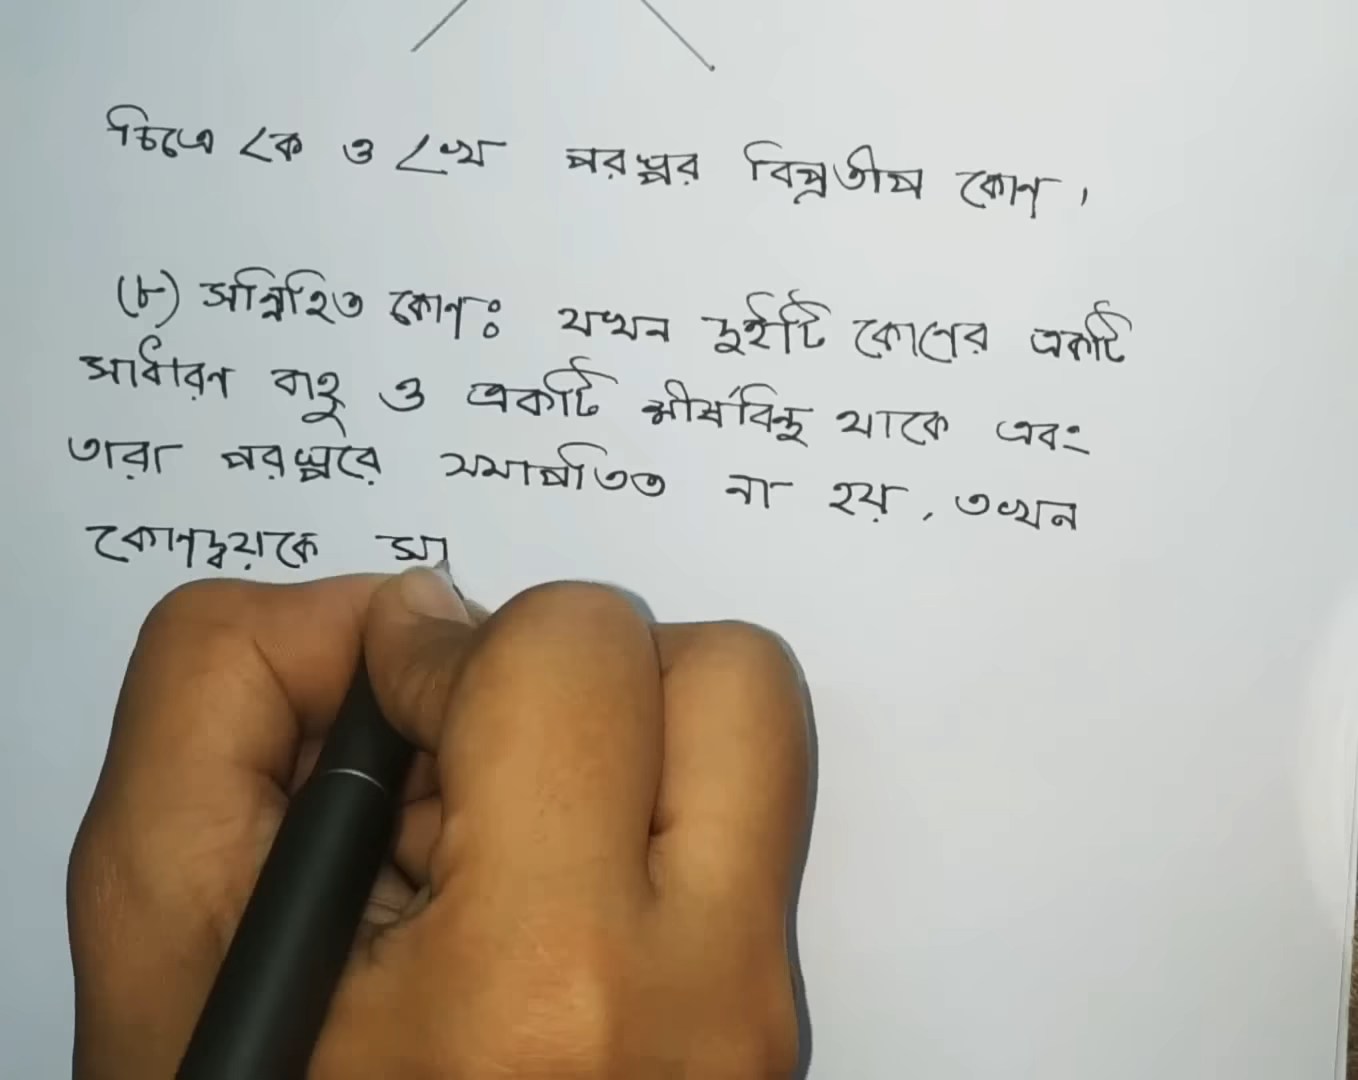 চিত্রে ∠ক ও ∠খ পরস্পর বিপ্রতীপ কোণ ।
(৮) সন্নিহিত কোণঃ যখন দুইটি কোণের একটি
সাধারণ বাহু ও একটি শীর্ষবিন্দু থাকে এবং
তারা পরস্পরে সমাপতিত না হয়, তখন
কোণদ্বয়কে